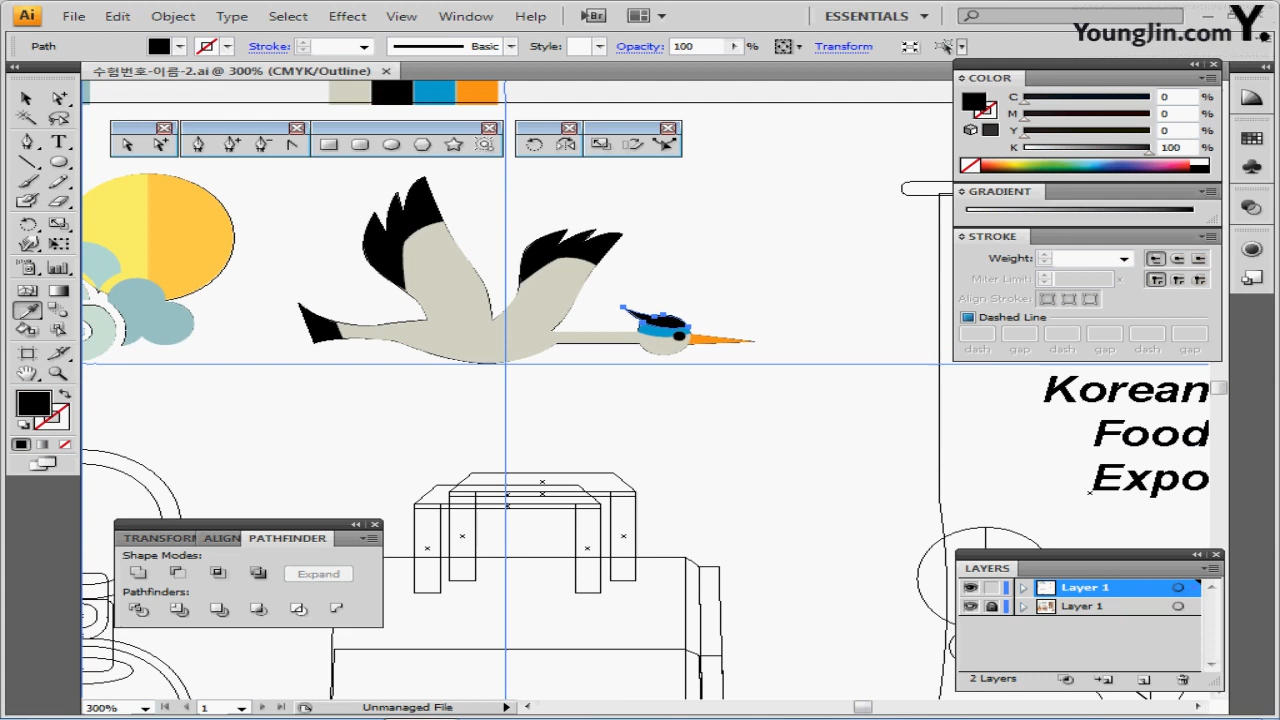 Ai File Edit Object Type Select Effect View Window Help Br ESSENTIALS
Path Stroke: Basic Style: Opacity: 100 % Transform
YoungJin.com Y.
수험번호-이름-2.ai @ 300% (CMYK/Outline)
COLOR
C 0 %
M 0 %
Y 0 %
K 100 %
GRADIENT
STROKE
Weight:
Miter Limit: x
Align Stroke:
Dashed Line
dash gap dash gap dash gap
Korean
Food
Expo
TRANSFORM ALIGN PATHFINDER
Shape Modes:
Expand
Pathfinders:
LAYERS
Layer 1
Layer 1
2 Layers
300% 1 Unmanaged File